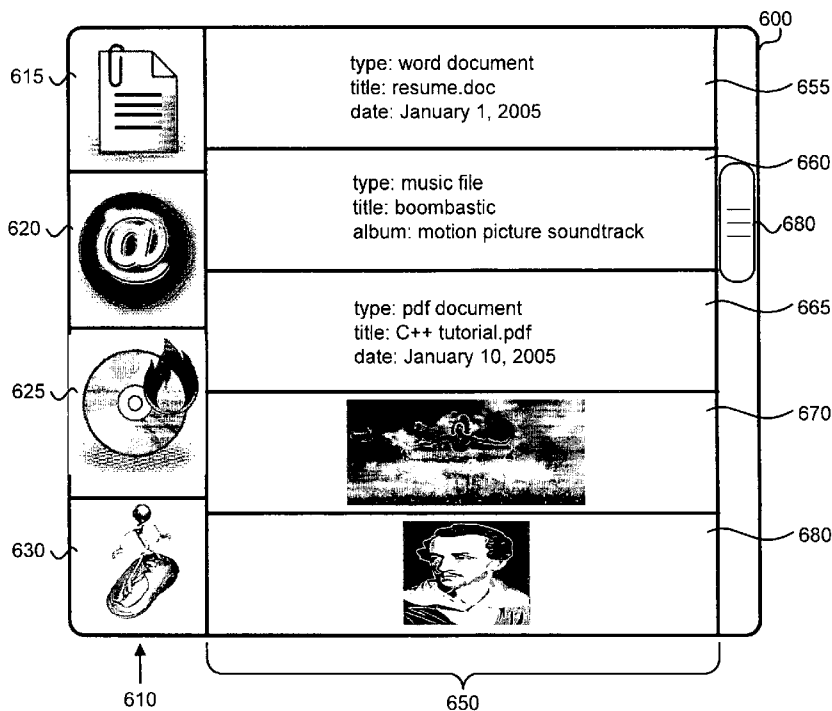 600
615
type: word document
title: resume.doc
date: January 1, 2005
655
660
type: music file
title: boombastic
album: motion picture soundtrack
620
@
680
665
type: pdf document
title: C++ tutorial.pdf
date: January 10, 2005
625
670
630
680
610
650